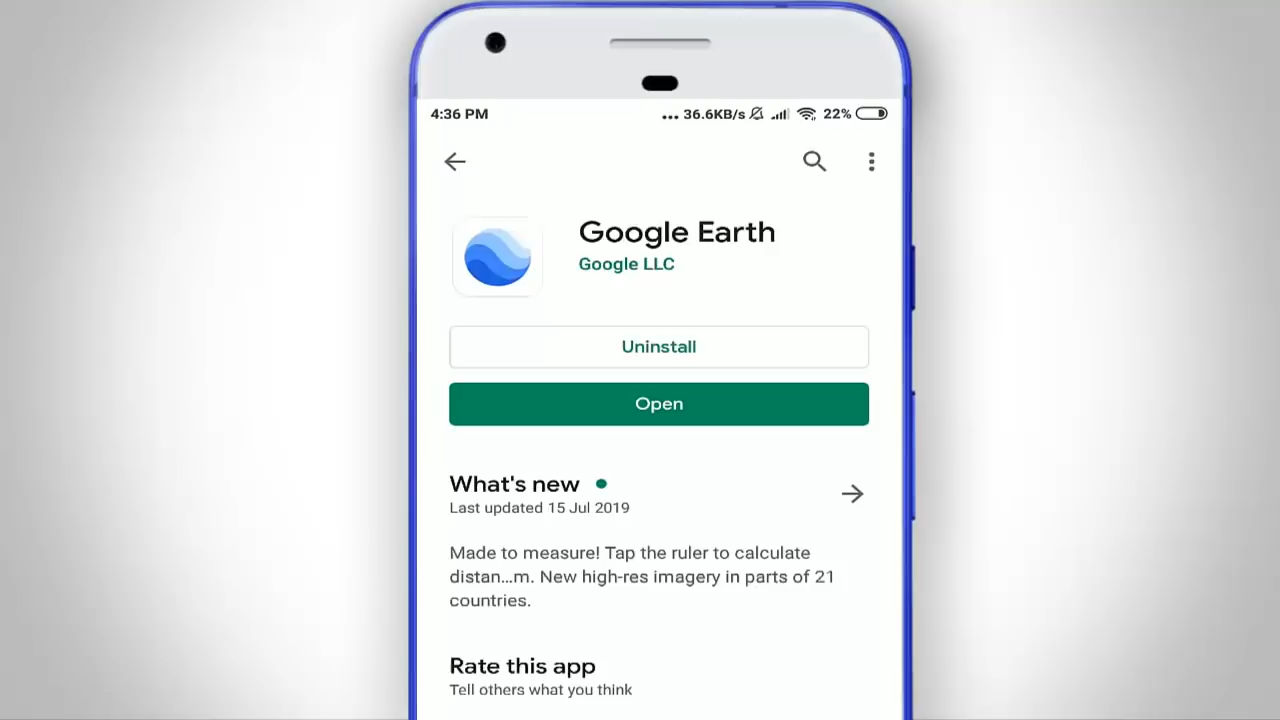 4:36 PM ... 36.6KB/s 22%
Google Earth
Google LLC
Uninstall
Open
What's new
Last updated 15 Jul 2019
Made to measure! Tap the ruler to calculate
distan...m. New high-res imagery in parts of 21
countries.
Rate this app
Tell others what you think